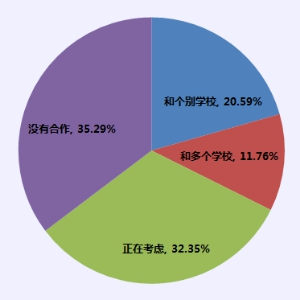 和个别学校, 20.59%
没有合作, 35.29%
和多个学校, 11.76%
正在考虑, 32.35%